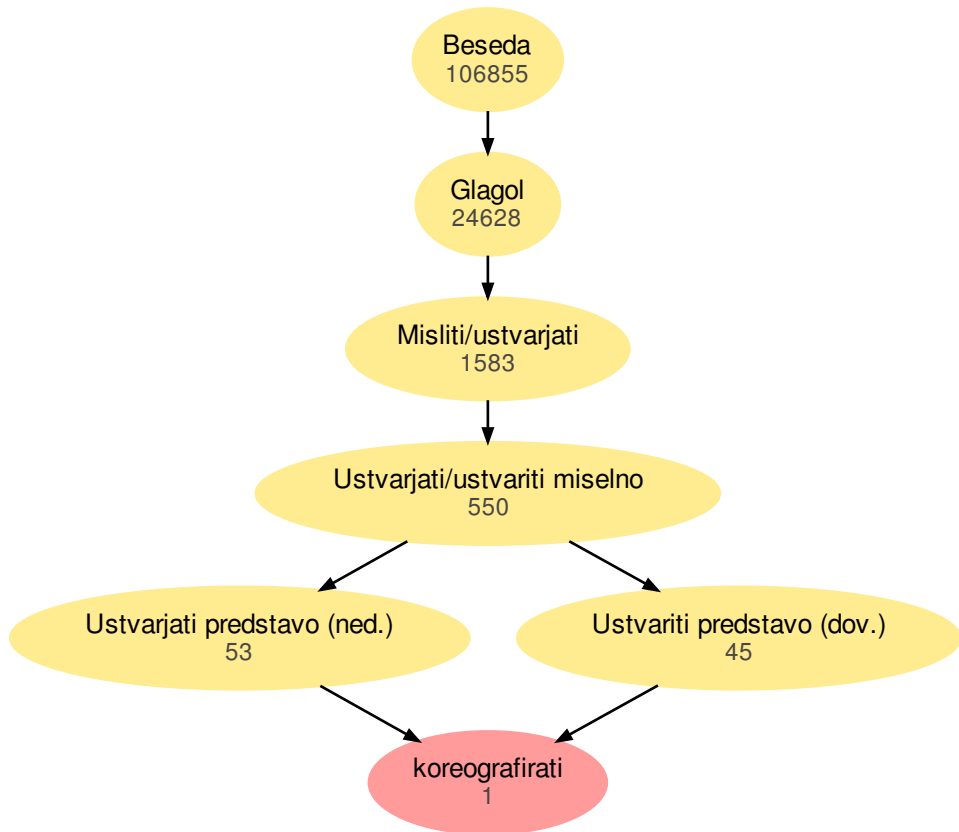 Beseda
106855
Glagol
24628
Misliti/ustvarjati
1583
Ustvarjati/ustvariti miselno
550
Ustvarjati predstavo (ned.)
53
Ustvariti predstavo (dov.)
45
koreografirati
1